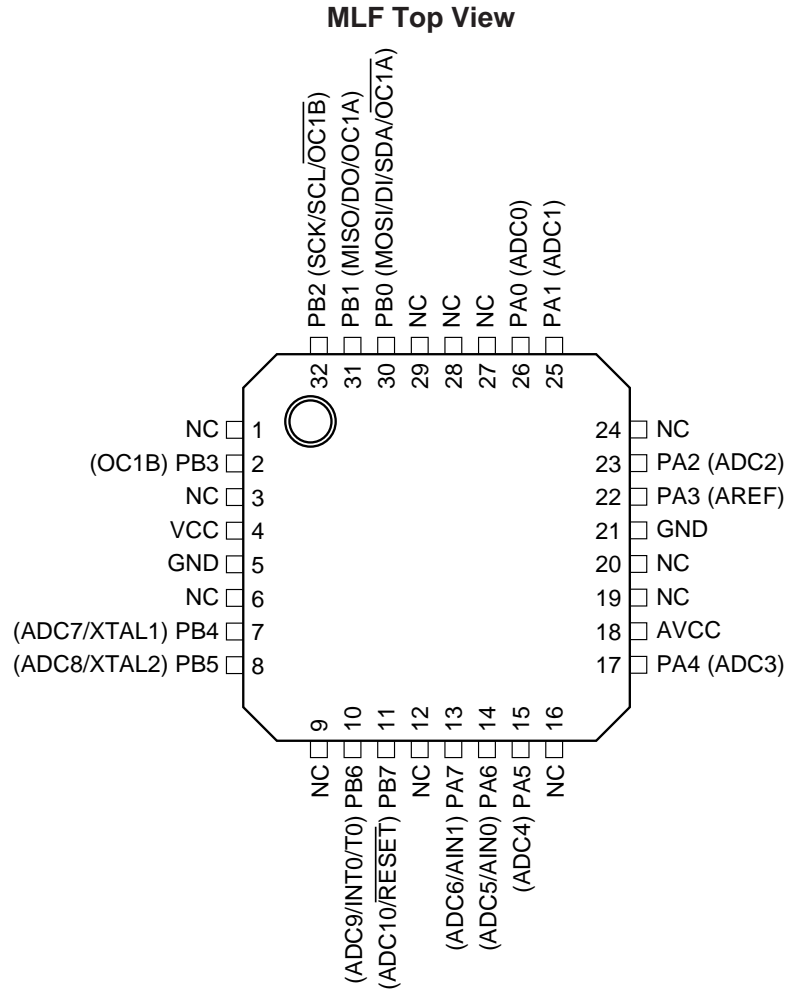 MLF Top View
PB2 (SCK/SCL/OC1B)
PB1 (MISO/DO/OC1A)
PB0 (MOSI/DI/SDA/OC1A)
NC
NC
NC
PA0 (ADC0)
PA1 (ADC1)
32
31
30
29
28
27
26
25
NC 1
(OC1B) PB3 2
NC 3
VCC 4
GND 5
NC 6
(ADC7/XTAL1) PB4 7
(ADC8/XTAL2) PB5 8
24 NC
23 PA2 (ADC2)
22 PA3 (AREF)
21 GND
20 NC
19 NC
18 AVCC
17 PA4 (ADC3)
9
10
11
12
13
14
15
16
NC
(ADC9/INT0/T0) PB6
(ADC10/RESET) PB7
NC
(ADC6/AIN1) PA7
(ADC5/AIN0) PA6
(ADC4) PA5
NC